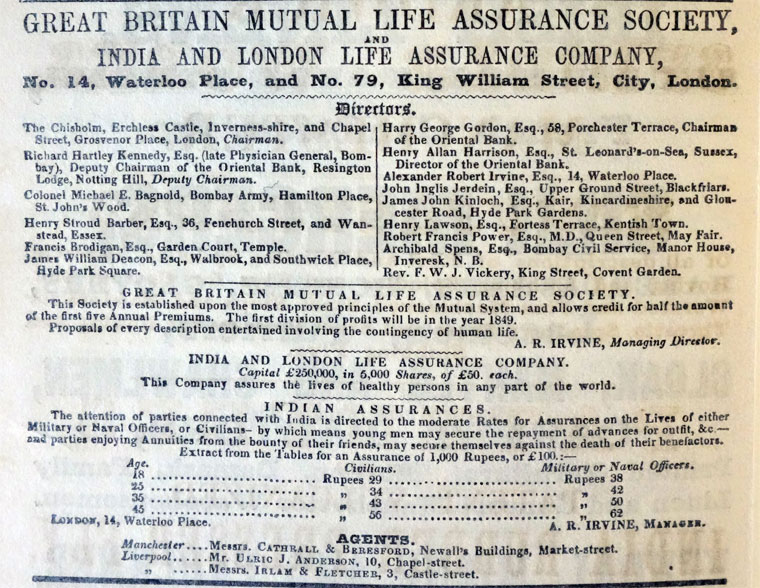 GREAT BRITAIN MUTUAL LIFE ASSURANCE SOCIETY,
AND
INDIA AND LONDON LIFE ASSURANCE COMPANY,
No. 14, Waterloo Place, and No. 79, King William Street, City, London.
Directors.
The Chisholm, Erchless Castle, Inverness-shire, and Chapel
Street, Grosvenor Place, London, Chairman.
Richard Hartley Kennedy, Esq. (late Physician General, Bom-
bay), Deputy Chairman of the Oriental Bank, Resington
Lodge, Notting Hill, Deputy Chairman.
Colonel Michael E. Bagnold, Bombay Army, Hamilton Place,
St. John's Wood.
Henry Stroud Barber, Esq., 36, Fenchurch Street, and Wan-
stead, Essex.
Francis Brodigan, Esq., Garden Court, Temple.
James William Deacon, Esq., Walbrook, and Southwick Place,
Hyde Park Square.
Harry George Gordon, Esq., 58, Porchester Terrace, Chairman
of the Oriental Bank.
Henry Allan Harrison, Esq., St. Leonard's-on-Sea, Sussex,
Director of the Oriental Bank.
Alexander Robert Irvine, Esq., 14, Waterloo Place.
John Inglis Jerdein, Esq., Upper Ground Street, Blackfriars.
James John Kinloch, Esq., Kair, Kincardineshire, and Glou-
cester Road, Hyde Park Gardens.
Henry Lawson, Esq., Fortess Terrace, Kentish Town.
Robert Francis Power, Esq., M.D., Queen Street, May Fair.
Archibald Spens, Esq., Bombay Civil Service, Manor House,
Inveresk, N. B.
Rev. F. W. J. Vickery, King Street, Covent Garden.
GREAT BRITAIN MUTUAL LIFE ASSURANCE SOCIETY.
This Society is established upon the most approved principles of the Mutual System, and allows credit for half the amount
of the first five Annual Premiums. The first division of profits will be in the year 1849.
Proposals of every description entertained involving the contingency of human life.
A. R. IRVINE, Managing Director.
INDIA AND LONDON LIFE ASSURANCE COMPANY.
Capital £250,000, in 5,000 Shares, of £50. each.
This Company assures the lives of healthy persons in any part of the world.
INDIAN ASSURANCES.
The attention of parties connected with India is directed to the moderate Rates for Assurances on the Lives of either
Military or Naval Officers, or Civilians- by which means young men may secure the repayment of advances for outfit, &c.—
and parties enjoying Annuities from the bounty of their friends, may secure themselves against the death of their benefactors.
Extract from the Tables for an Assurance of 1,000 Rupees, or £100.:—
Age. Civilians. Military or Naval Officers.
18 Rupees 29 Rupees 38
25 „ 34 „ 42
35 „ 43 „ 50
45 „ 56 „ 62
LONDON, 14, Waterloo Place. A. R. IRVINE, MANAGER.
AGENTS.
Manchester....Messrs. CATHRALL & BERESFORD, Newall's Buildings, Market-street.
Liverpool.....Mr. ULRIC J. ANDERSON, 10, Chapel-street.
„ .....Messrs. IRLAM & FLETCHER, 3, Castle-street.